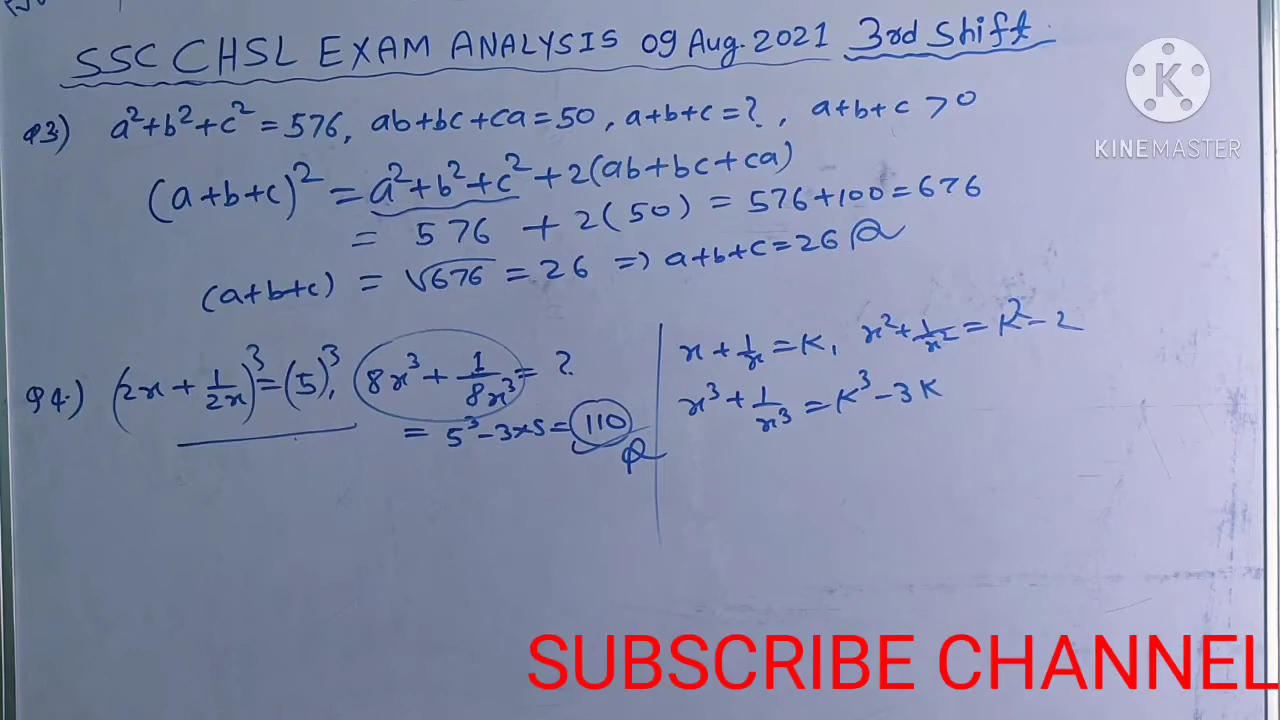 SSC CHSL EXAM ANALYSIS 09 Aug. 2021 3rd Shift
K
KINEMASTER
Q3) a²+b²+c² = 576, ab+bc+ca = 50, a+b+c = ?, a+b+c > 0
(a+b+c)² = a²+b²+c² + 2(ab+bc+ca)
= 576 + 2(50) = 576+100 = 676
(a+b+c) = √676 = 26 => a+b+c = 26
Q4.) (2x + 1/2x)³ = (5)³, 8x³ + 1/8x³ = ?
= 5³ - 3×5 = 110
x + 1/x = K, x² + 1/x² = K² - 2
x³ + 1/x³ = K³ - 3K
SUBSCRIBE CHANNEL